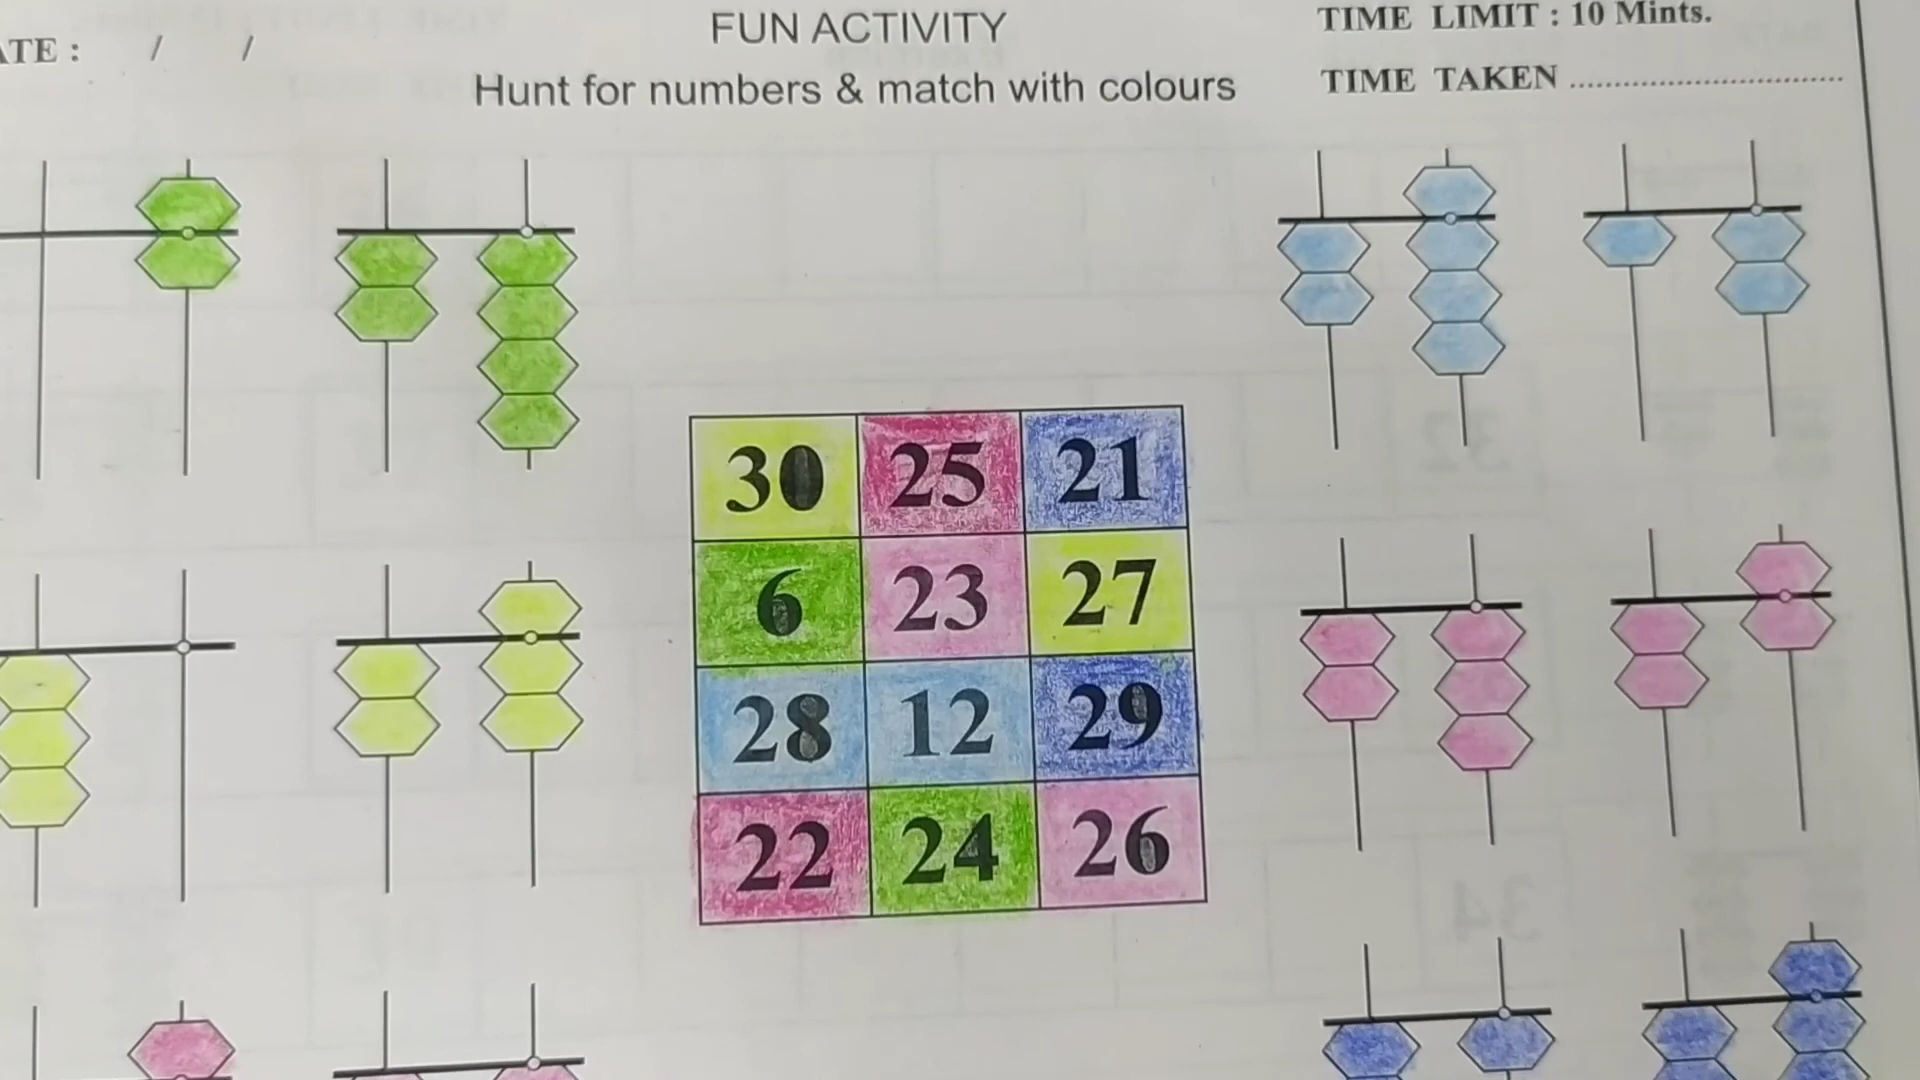 ATE : / /
FUN ACTIVITY
Hunt for numbers & match with colours
TIME LIMIT : 10 Mints.
TIME TAKEN ..............................
30 25 21
6 23 27
28 12 29
22 24 26